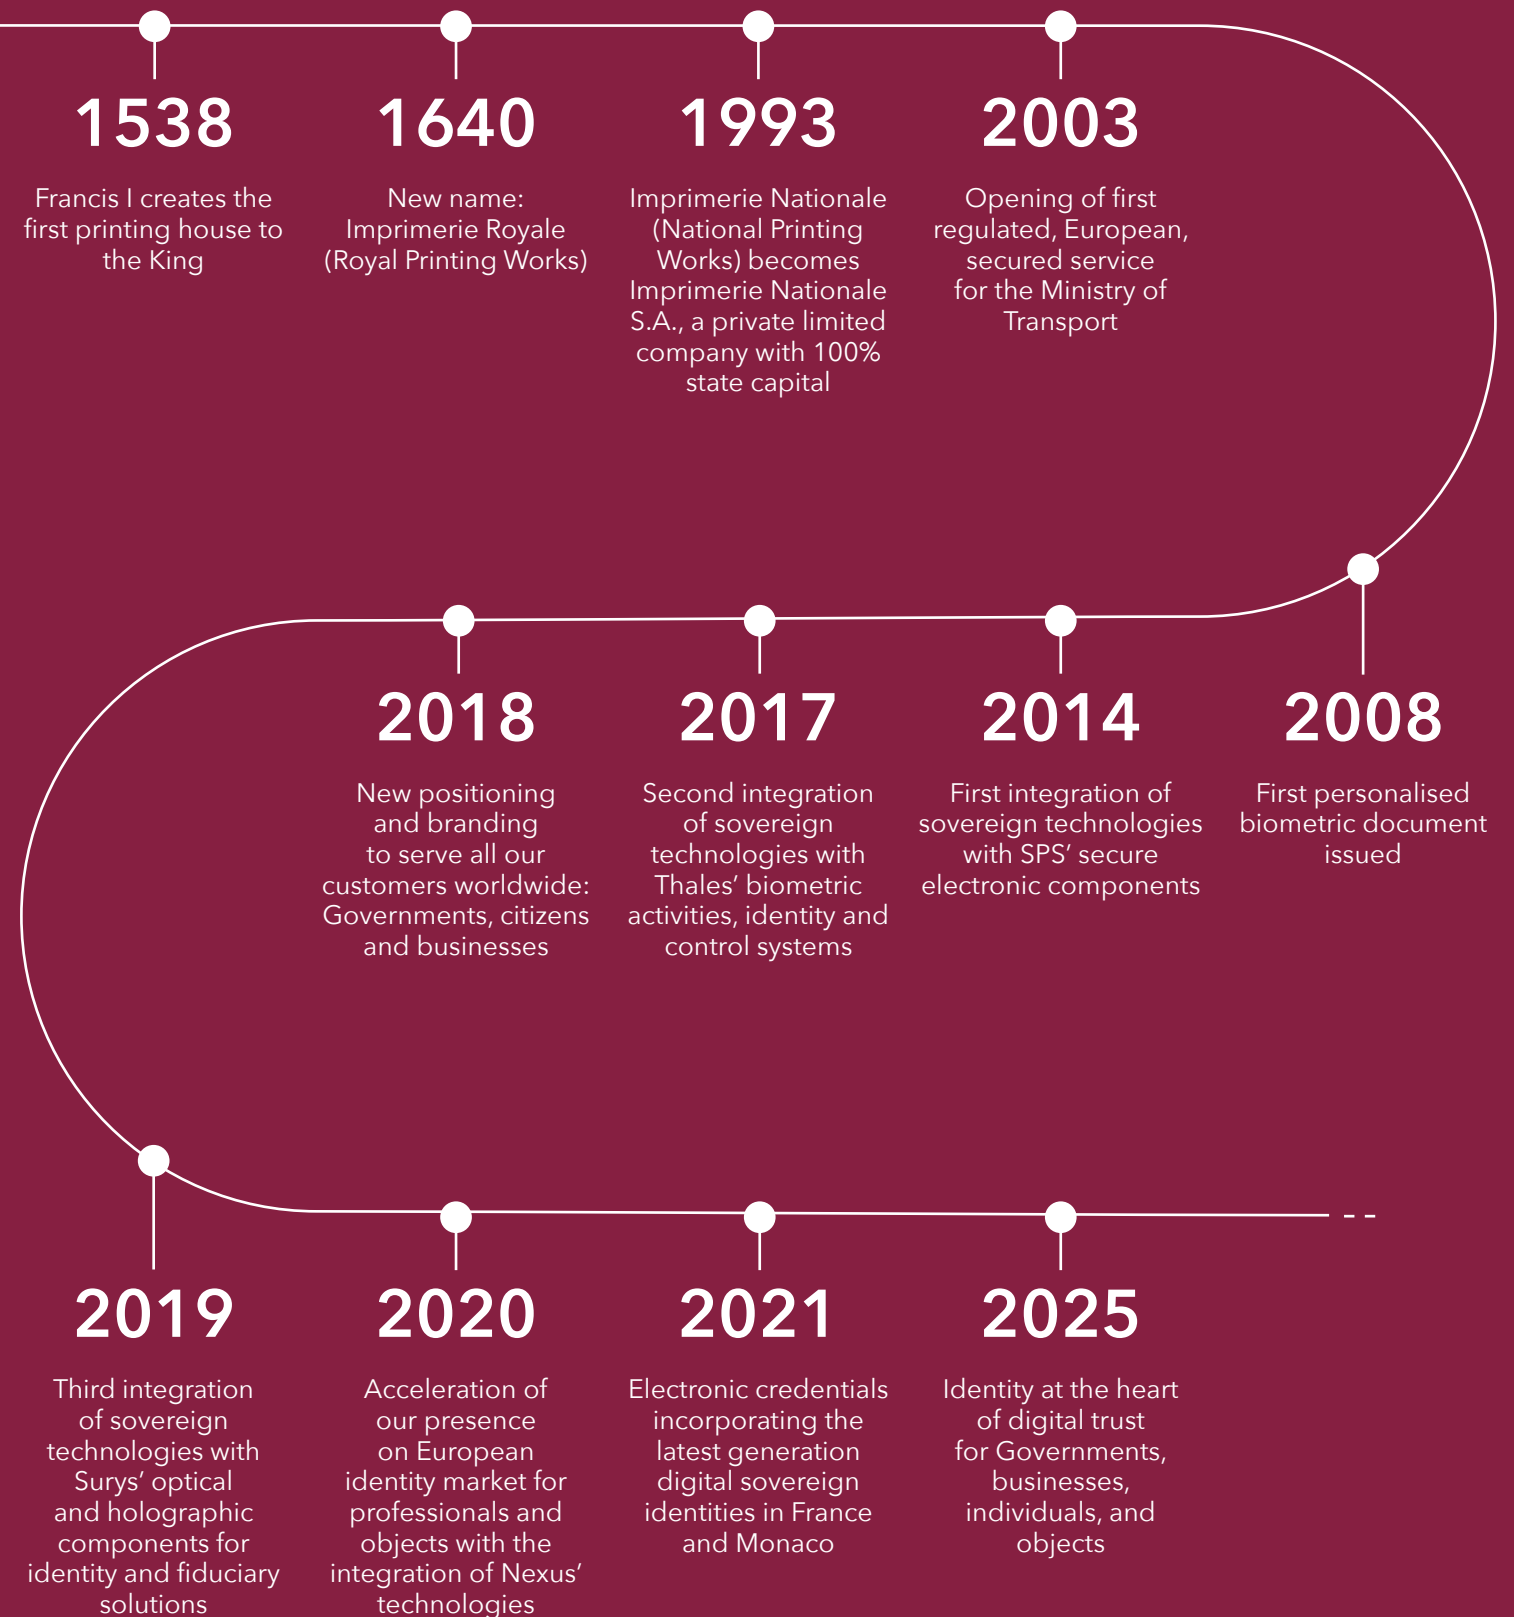 1538
Francis I creates the
first printing house to
the King
1640
New name:
Imprimerie Royale
(Royal Printing Works)
1993
Imprimerie Nationale
(National Printing
Works) becomes
Imprimerie Nationale
S.A., a private limited
company with 100%
state capital
2003
Opening of first
regulated, European,
secured service
for the Ministry of
Transport
2008
First personalised
biometric document
issued
2014
First integration of
sovereign technologies
with SPS’ secure
electronic components
2017
Second integration
of sovereign
technologies with
Thales’ biometric
activities, identity and
control systems
2018
New positioning
and branding
to serve all our
customers worldwide:
Governments, citizens
and businesses
2019
Third integration
of sovereign
technologies with
Surys’ optical
and holographic
components for
identity and fiduciary
solutions
2020
Acceleration of
our presence
on European
identity market for
professionals and
objects with the
integration of Nexus’
technologies
2021
Electronic credentials
incorporating the
latest generation
digital sovereign
identities in France
and Monaco
2025
Identity at the heart
of digital trust
for Governments,
businesses,
individuals, and
objects